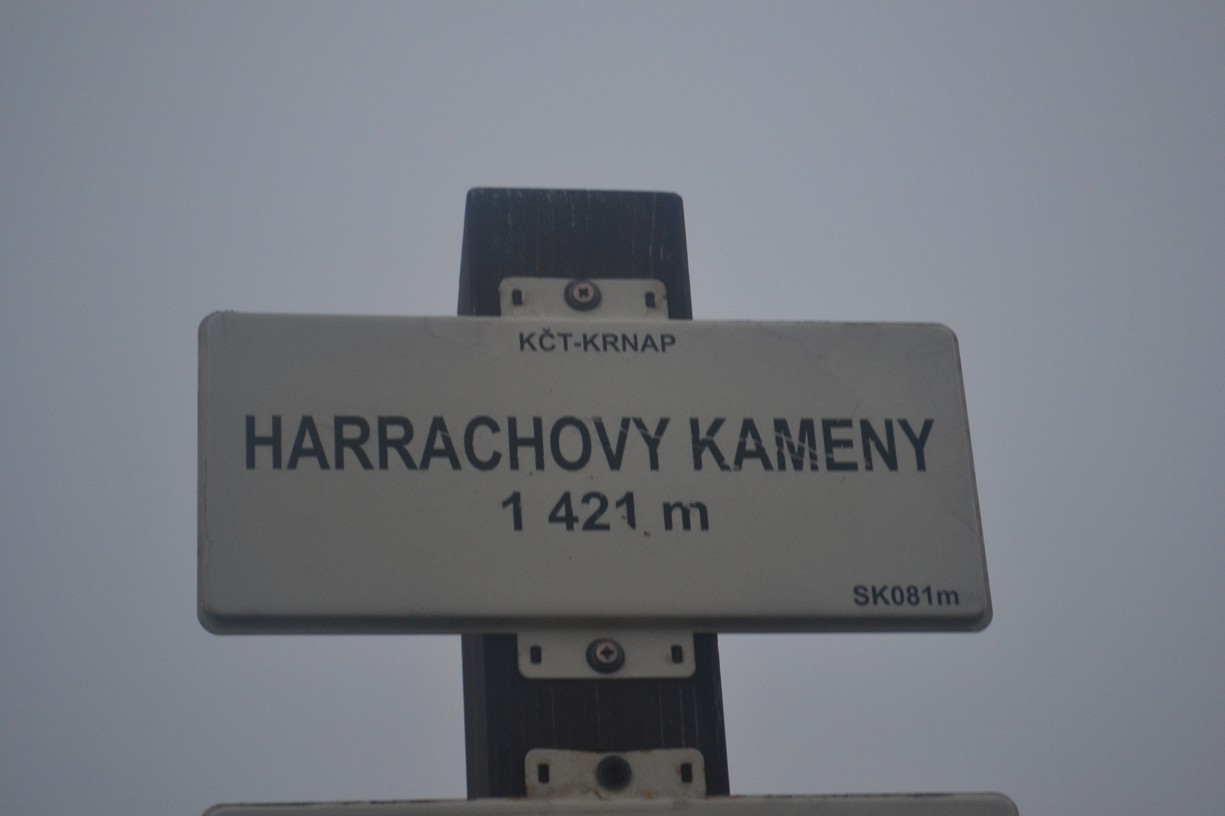 KČT-KRNAP
HARRACHOVY KAMENY
1 421 m
SK081m